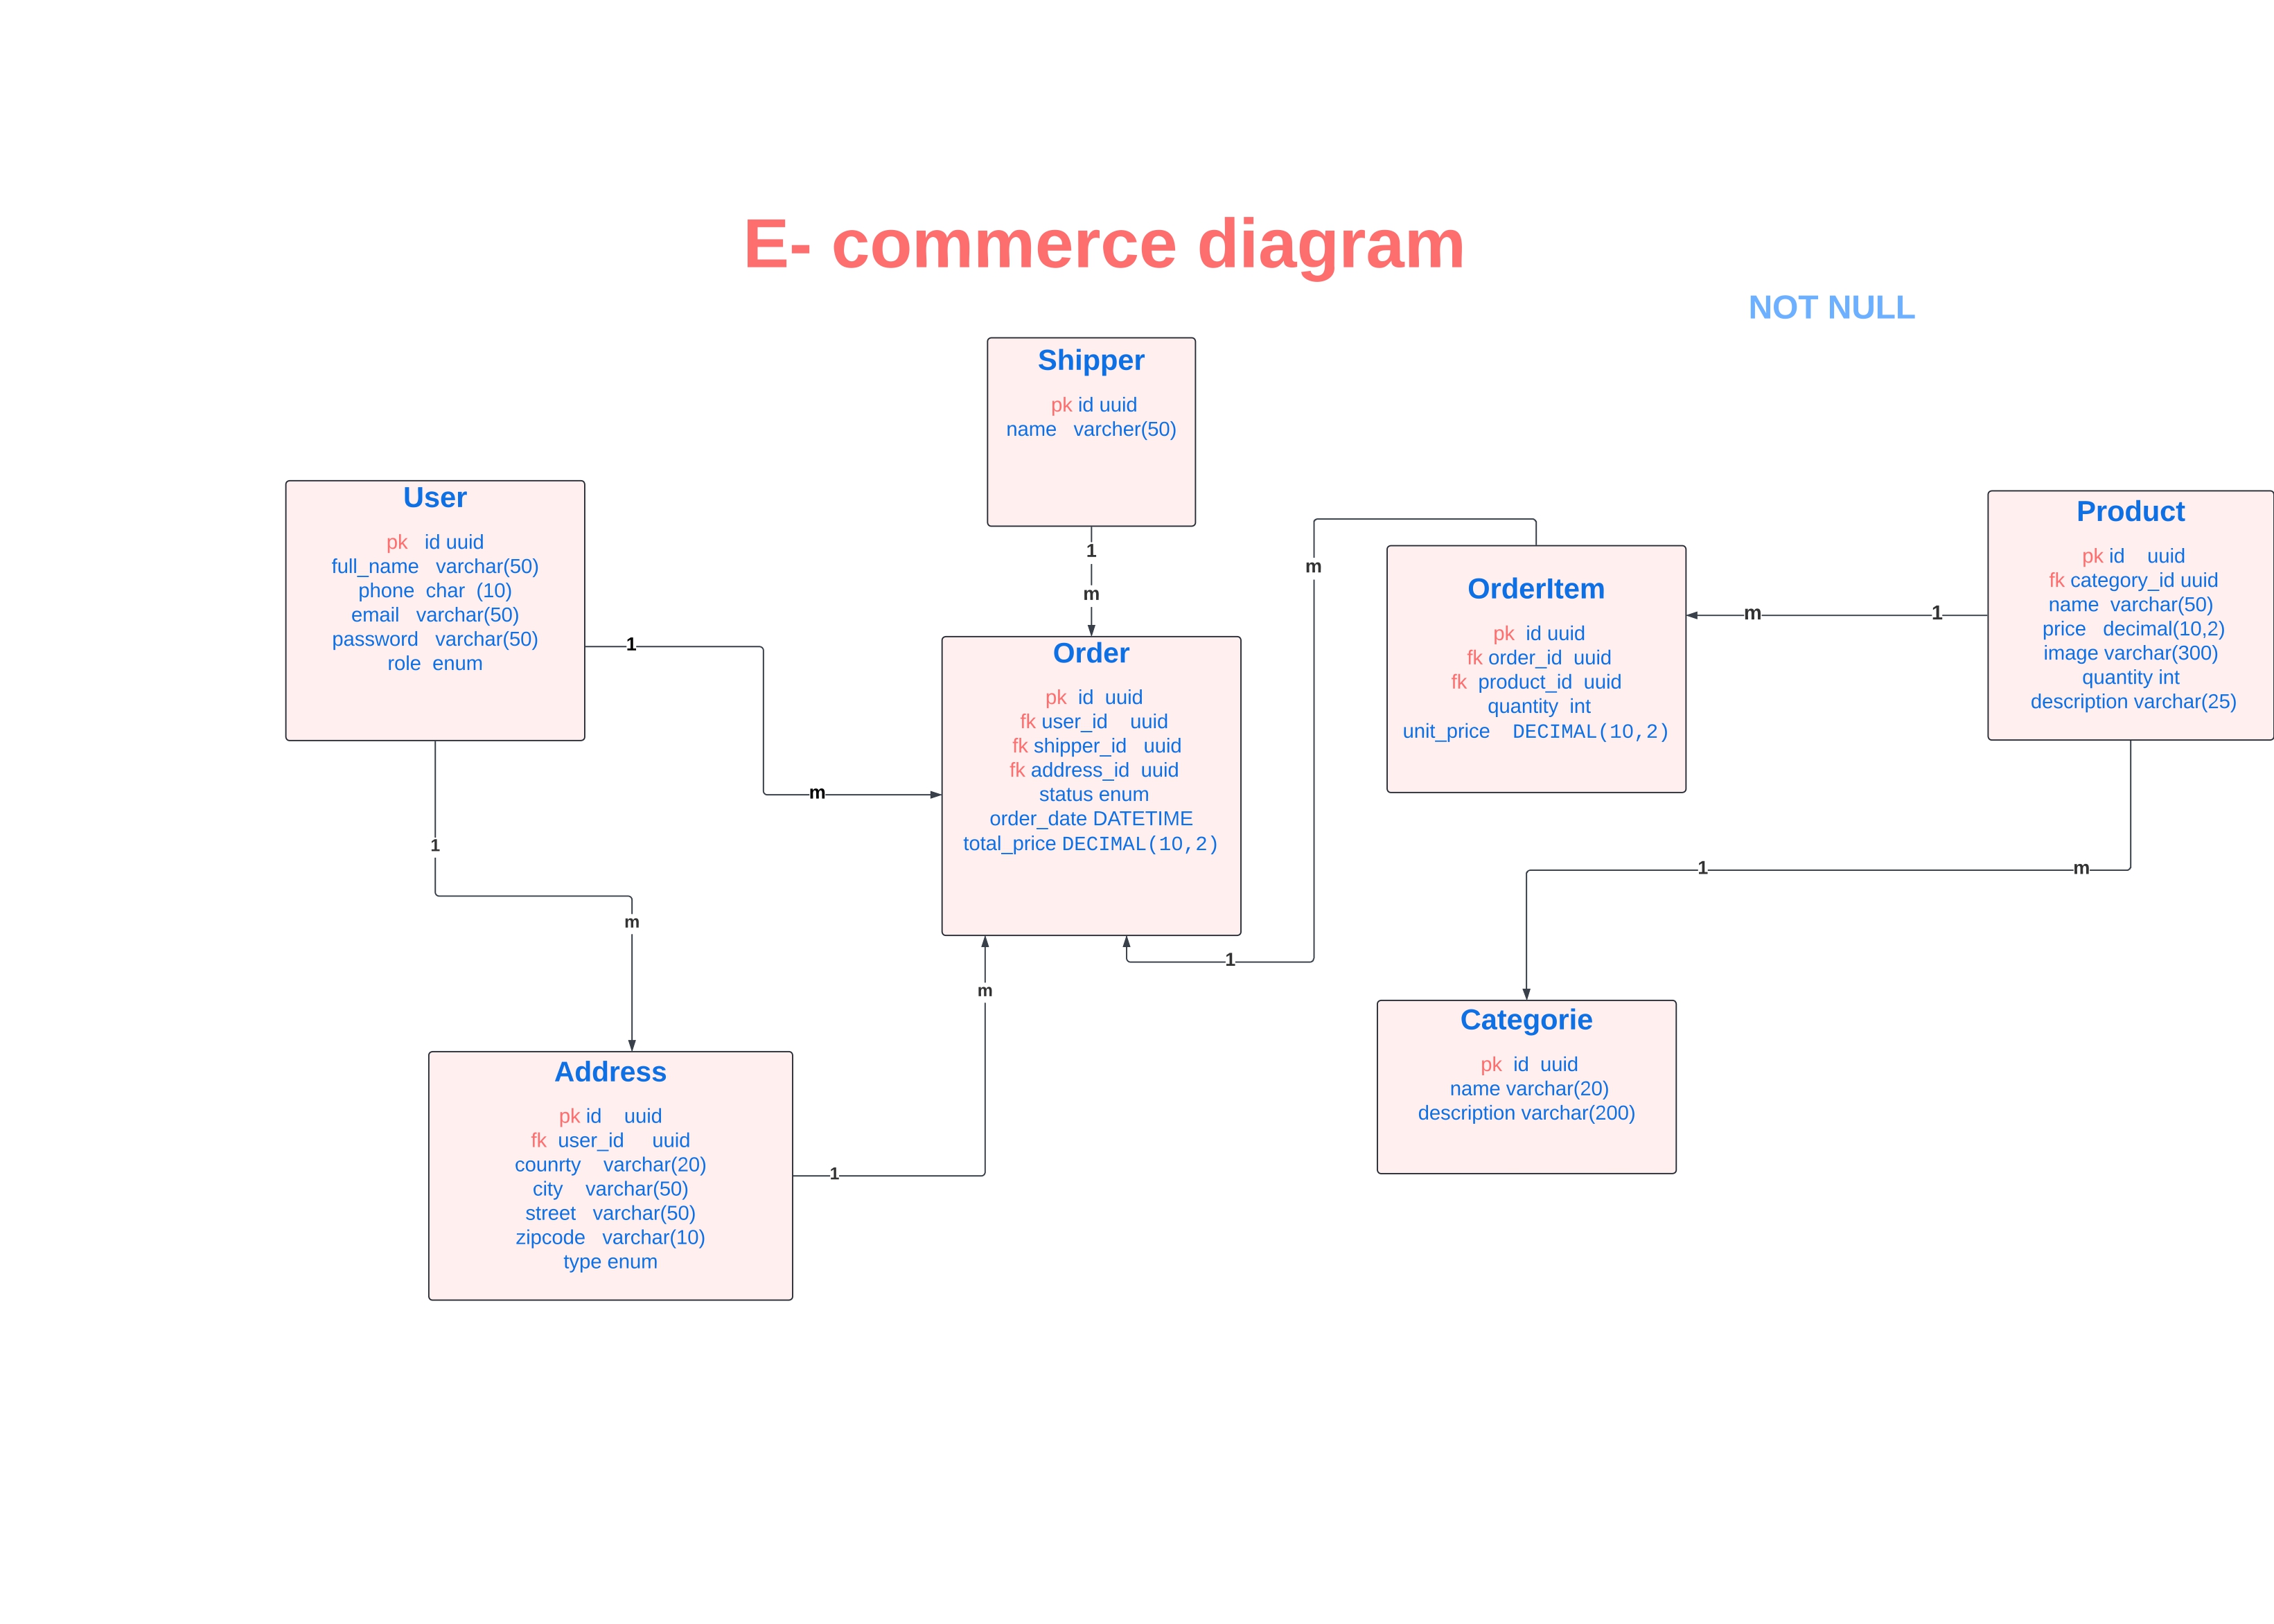 E- commerce diagram
NOT NULL
Shipper
pk id uuid
name varcher(50)
User
pk id uuid
full_name varchar(50)
phone char (10)
email varchar(50)
password varchar(50)
role enum
1
m
Order
pk id uuid
fk user_id uuid
fk shipper_id uuid
fk address_id uuid
status enum
order_date DATETIME
total_price DECIMAL(10,2)
1
m
m
1
OrderItem
pk id uuid
fk order_id uuid
fk product_id uuid
quantity int
unit_price DECIMAL(10,2)
m
1
Product
pk id uuid
fk category_id uuid
name varchar(50)
price decimal(10,2)
image varchar(300)
quantity int
description varchar(25)
1
m
1
m
Address
pk id uuid
fk user_id uuid
counrty varchar(20)
city varchar(50)
street varchar(50)
zipcode varchar(10)
type enum
1
m
Categorie
pk id uuid
name varchar(20)
description varchar(200)